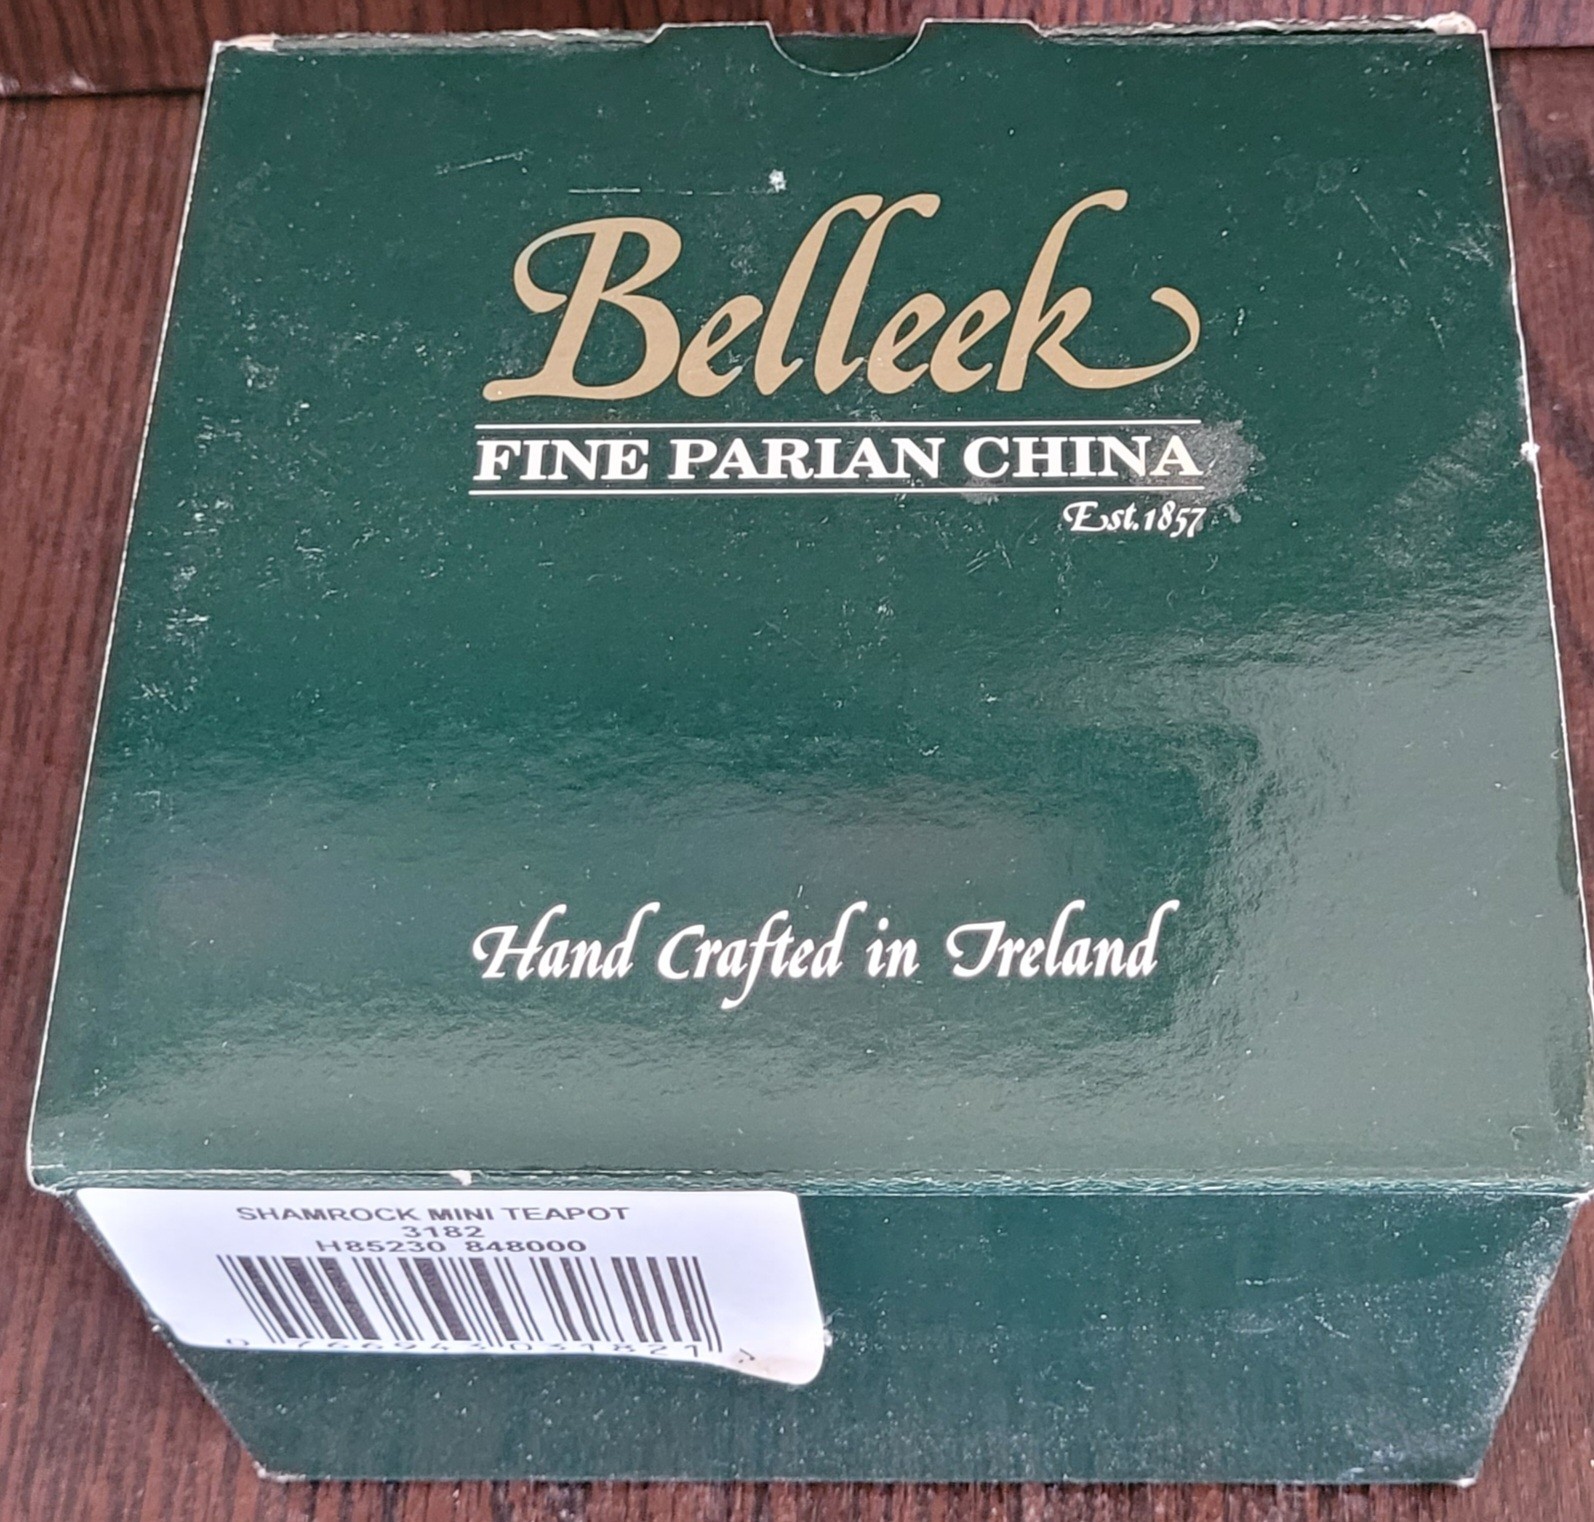 Belleek
FINE PARIAN CHINA
Est.1857
Hand Crafted in Ireland
SHAMROCK MINI TEAPOT
3182
H85230 848000